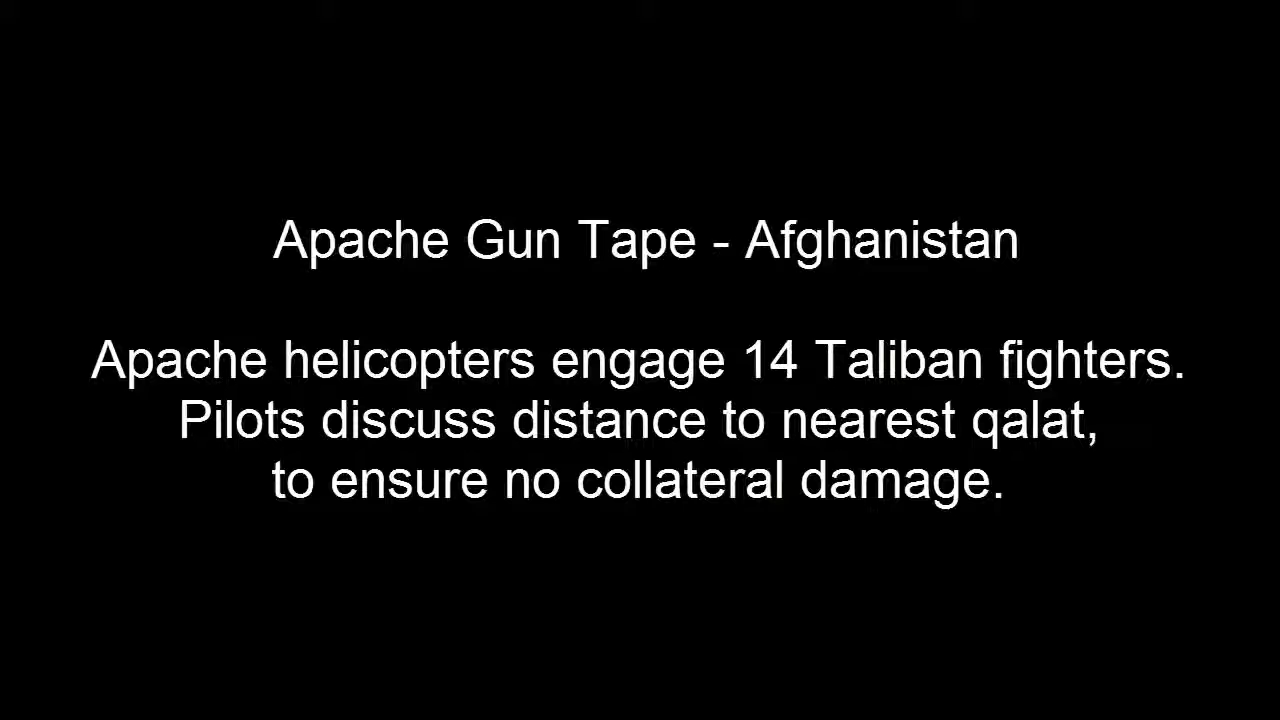 Apache Gun Tape - Afghanistan
Apache helicopters engage 14 Taliban fighters.
Pilots discuss distance to nearest qalat,
to ensure no collateral damage.